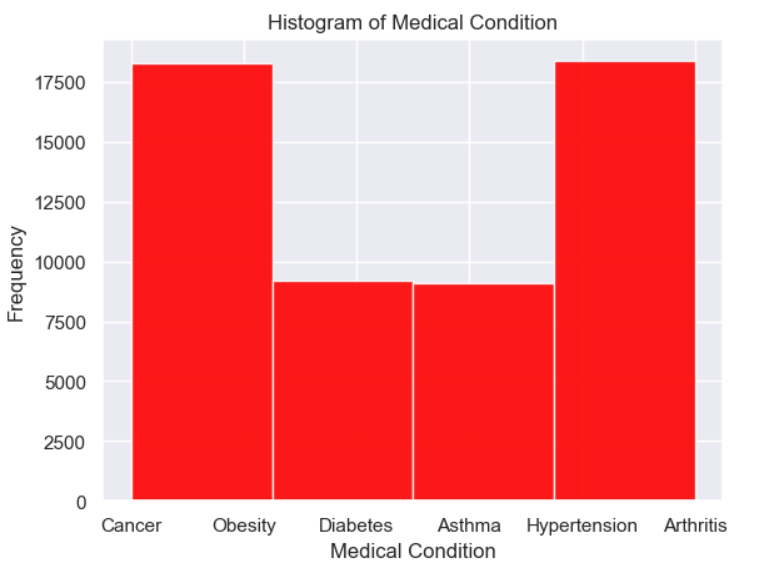 Histogram of Medical Condition
17500
15000
12500
10000
7500
5000
2500
0
Frequency
Cancer Obesity Diabetes Asthma Hypertension Arthritis
Medical Condition